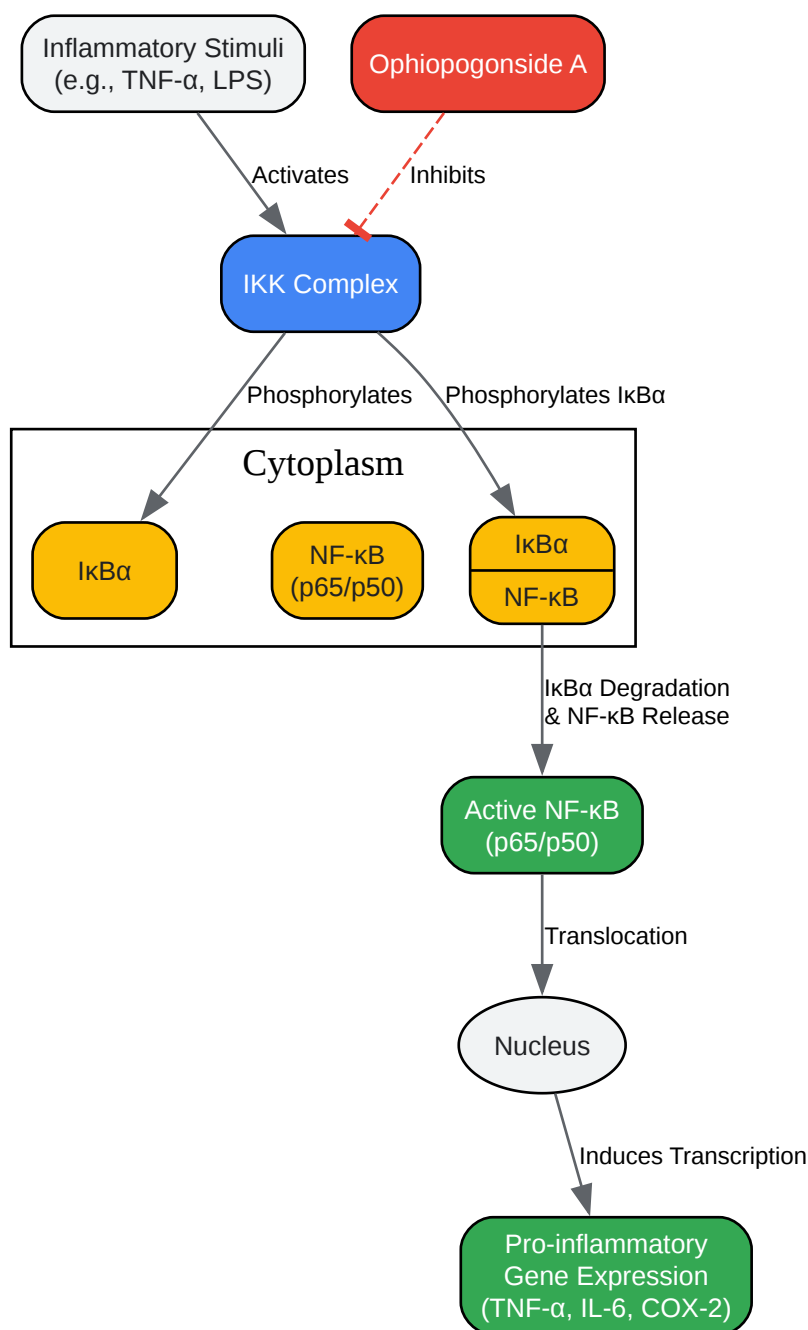 Inflammatory Stimuli
(e.g., TNF-α, LPS)
Ophiopogonside A
Activates
Inhibits
IKK Complex
Phosphorylates
Phosphorylates IκBα
Cytoplasm
IκBα
NF-κB
(p65/p50)
IκBα
NF-κB
IκBα Degradation
& NF-κB Release
Active NF-κB
(p65/p50)
Translocation
Nucleus
Induces Transcription
Pro-inflammatory
Gene Expression
(TNF-α, IL-6, COX-2)